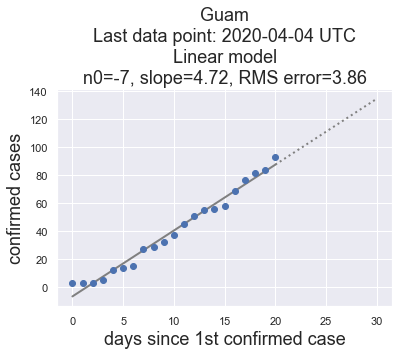 Guam
Last data point: 2020-04-04 UTC
Linear model
n0=-7, slope=4.72, RMS error=3.86
140
120
100
80
60
40
20
0
confirmed cases
0 5 10 15 20 25 30
days since 1st confirmed case